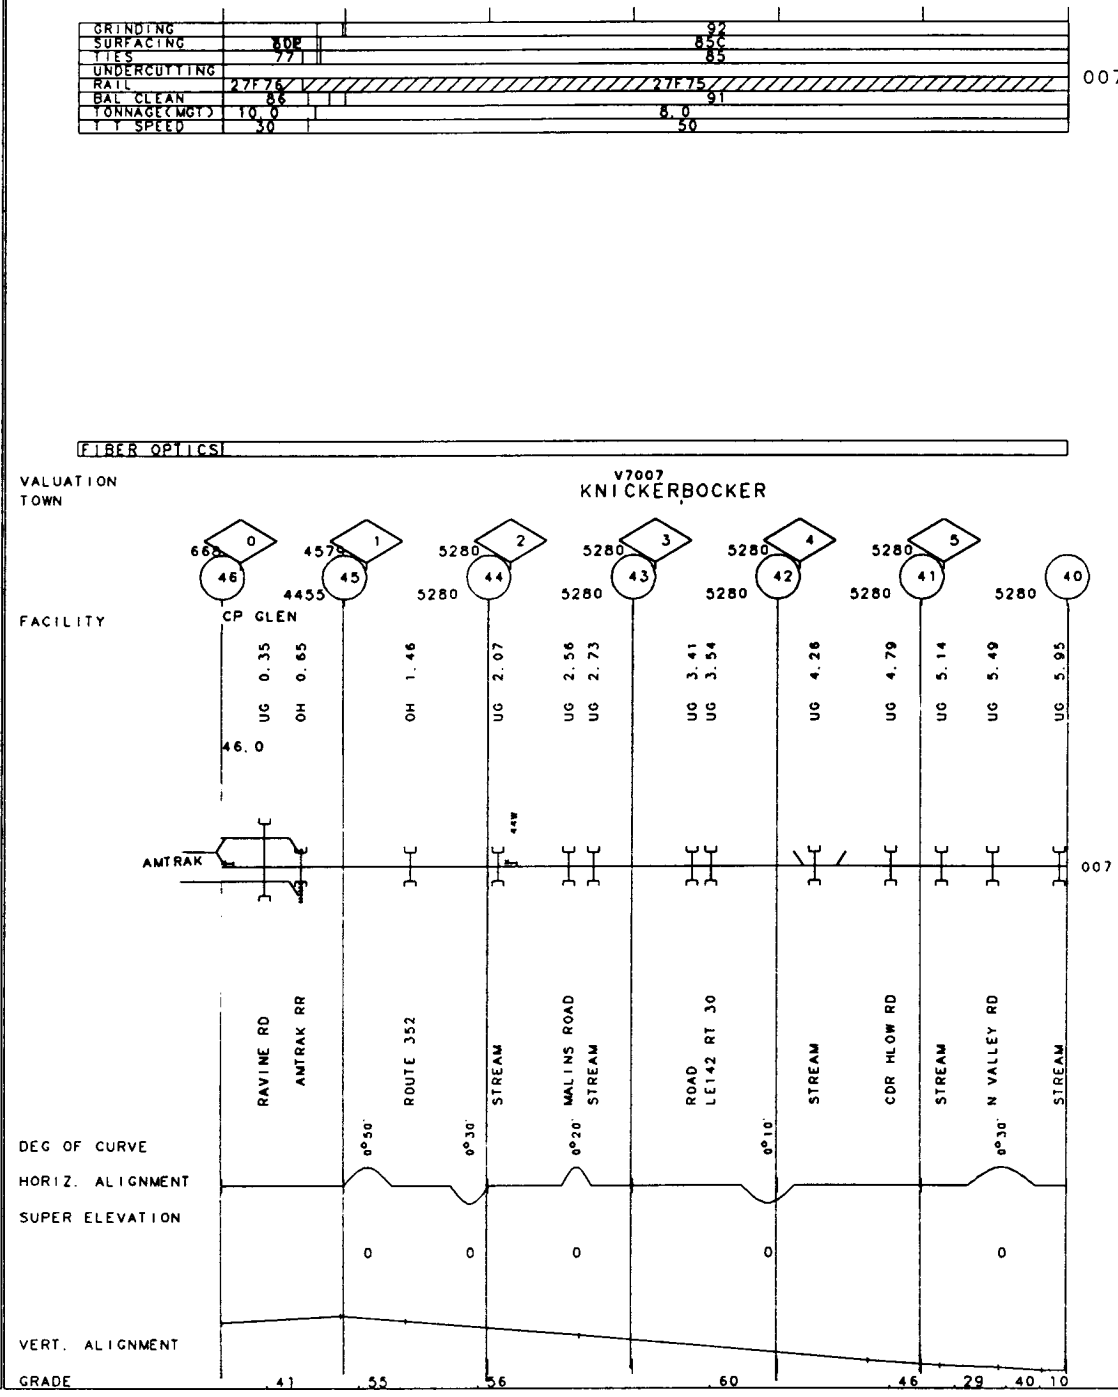 GRINDING 92
SURFACING 85C
TIES 77 85
UNDERCUTTING
007
RAIL 27F76 27F75
BAL CLEAN 86 91
TONNAGE(MGT) 10.0 8.0
T T SPEED 30 50
FIBER OPTICS
VALUATION V7007
TOWN KNICKERBOCKER
0 1 2 3 4 5
668 4579 5280 5280 5280 5280
46 45 44 43 42 41 40
4455 5280 5280 5280 5280 5280
FACILITY CP GLEN
UG 0.35
OH 0.65
OH 1.46
UG 2.07
UG 2.56
UG 2.73
UG 3.41
UG 3.54
UG 4.26
UG 4.79
UG 5.14
UG 5.49
UG 5.95
46.0
44W
AMTRAK 007
RAVINE RD
AMTRAK RR
ROUTE 352
STREAM
MALINS ROAD
STREAM
ROAD
LE142 RT 30
STREAM
CDR HLOW RD
STREAM
N VALLEY RD
STREAM
DEG OF CURVE 0°50' 0°30' 0°20' 0°10' 0°30'
HORIZ. ALIGNMENT
SUPER ELEVATION
0 0 0 0 0
VERT. ALIGNMENT
GRADE .41 .55 .56 .60 .46 .29 .40 .10